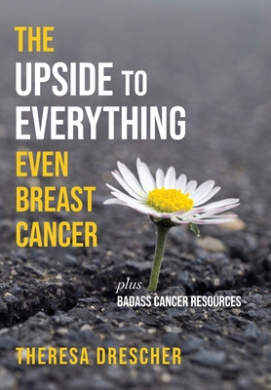 THE
UPSIDE TO
EVERYTHING
EVEN
BREAST
CANCER
plus
BADASS CANCER RESOURCES
THERESA DRESCHER